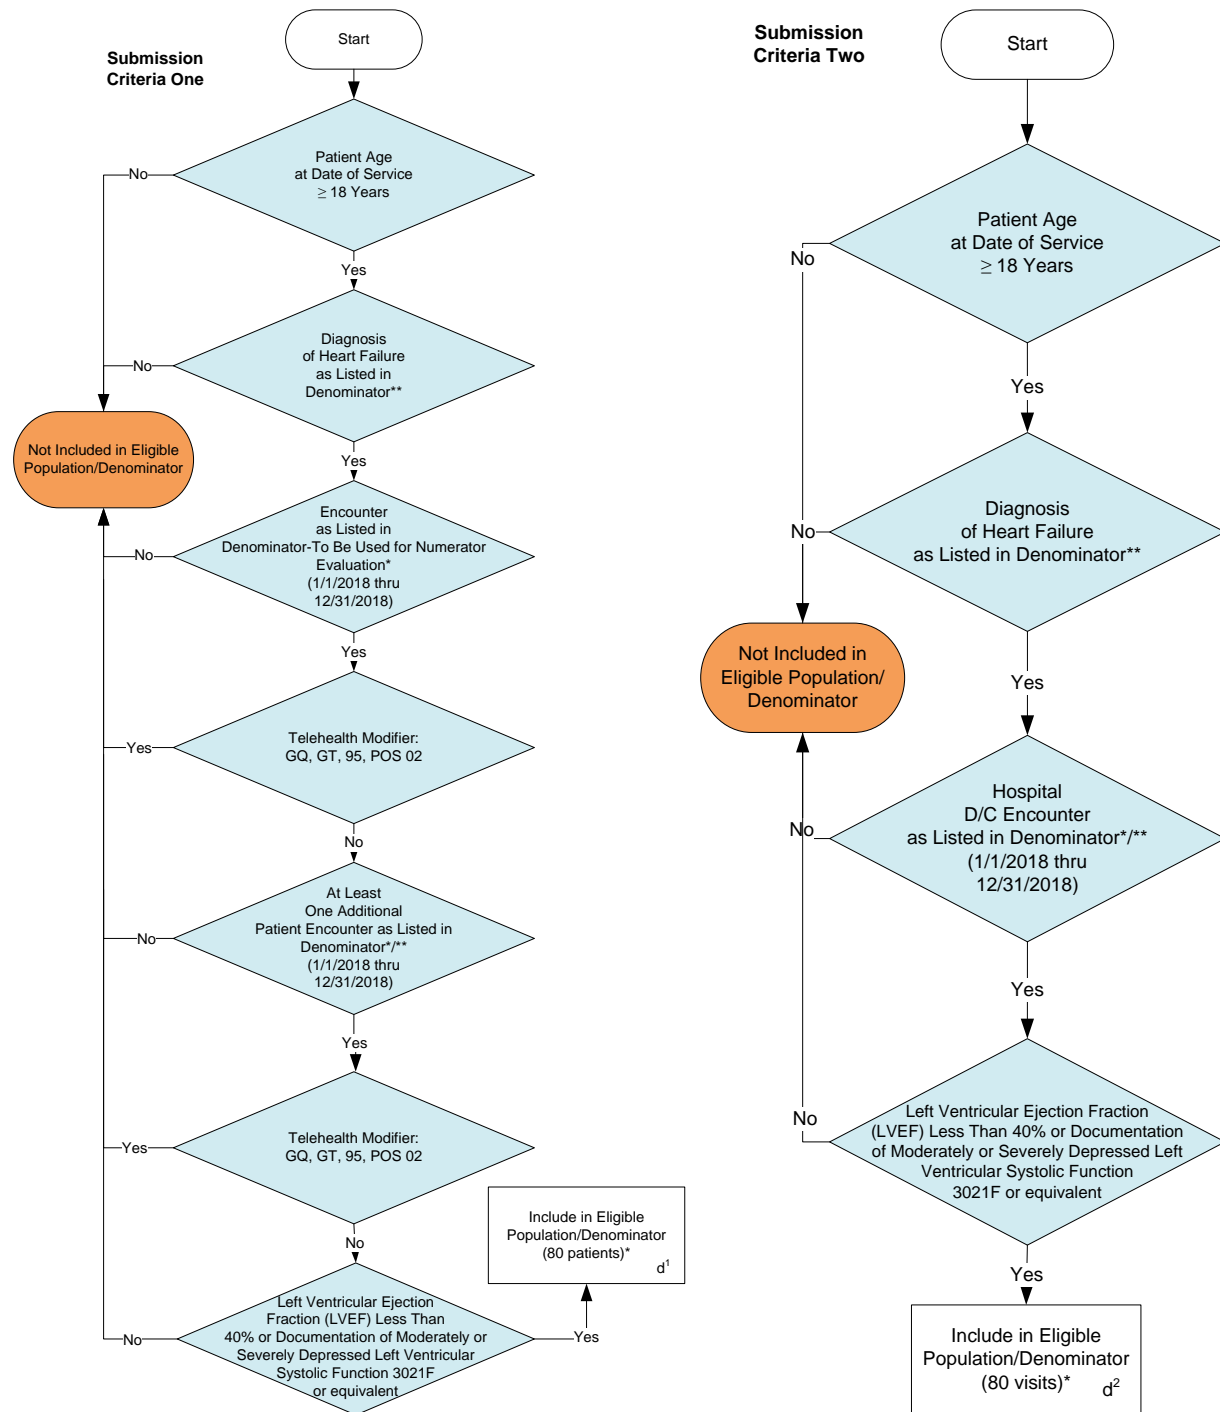 Submission
Criteria One
Start
Patient Age
at Date of Service
≥ 18 Years
No
Yes
Diagnosis
of Heart Failure
as Listed in
Denominator**
No
Yes
Not Included in Eligible
Population/Denominator
Encounter
as Listed in
Denominator-To Be Used for Numerator
Evaluation*
(1/1/2018 thru
12/31/2018)
No
Yes
Telehealth Modifier:
GQ, GT, 95, POS 02
Yes
No
At Least
One Additional
Patient Encounter as Listed in
Denominator*/**
(1/1/2018 thru
12/31/2018)
No
Yes
Telehealth Modifier:
GQ, GT, 95, POS 02
Yes
No
Left Ventricular Ejection
Fraction (LVEF) Less Than
40% or Documentation of Moderately or
Severely Depressed Left Ventricular
Systolic Function 3021F
or equivalent
No
Yes
Include in Eligible
Population/Denominator
(80 patients)*
d¹
Submission
Criteria Two
Start
Patient Age
at Date of Service
≥ 18 Years
No
Yes
Diagnosis
of Heart Failure
as Listed in Denominator**
No
Yes
Not Included in
Eligible Population/
Denominator
Hospital
D/C Encounter
as Listed in Denominator*/**
(1/1/2018 thru
12/31/2018)
No
Yes
Left Ventricular Ejection Fraction
(LVEF) Less Than 40% or Documentation
of Moderately or Severely Depressed Left
Ventricular Systolic Function
3021F or equivalent
No
Yes
Include in Eligible
Population/Denominator
(80 visits)*
d²